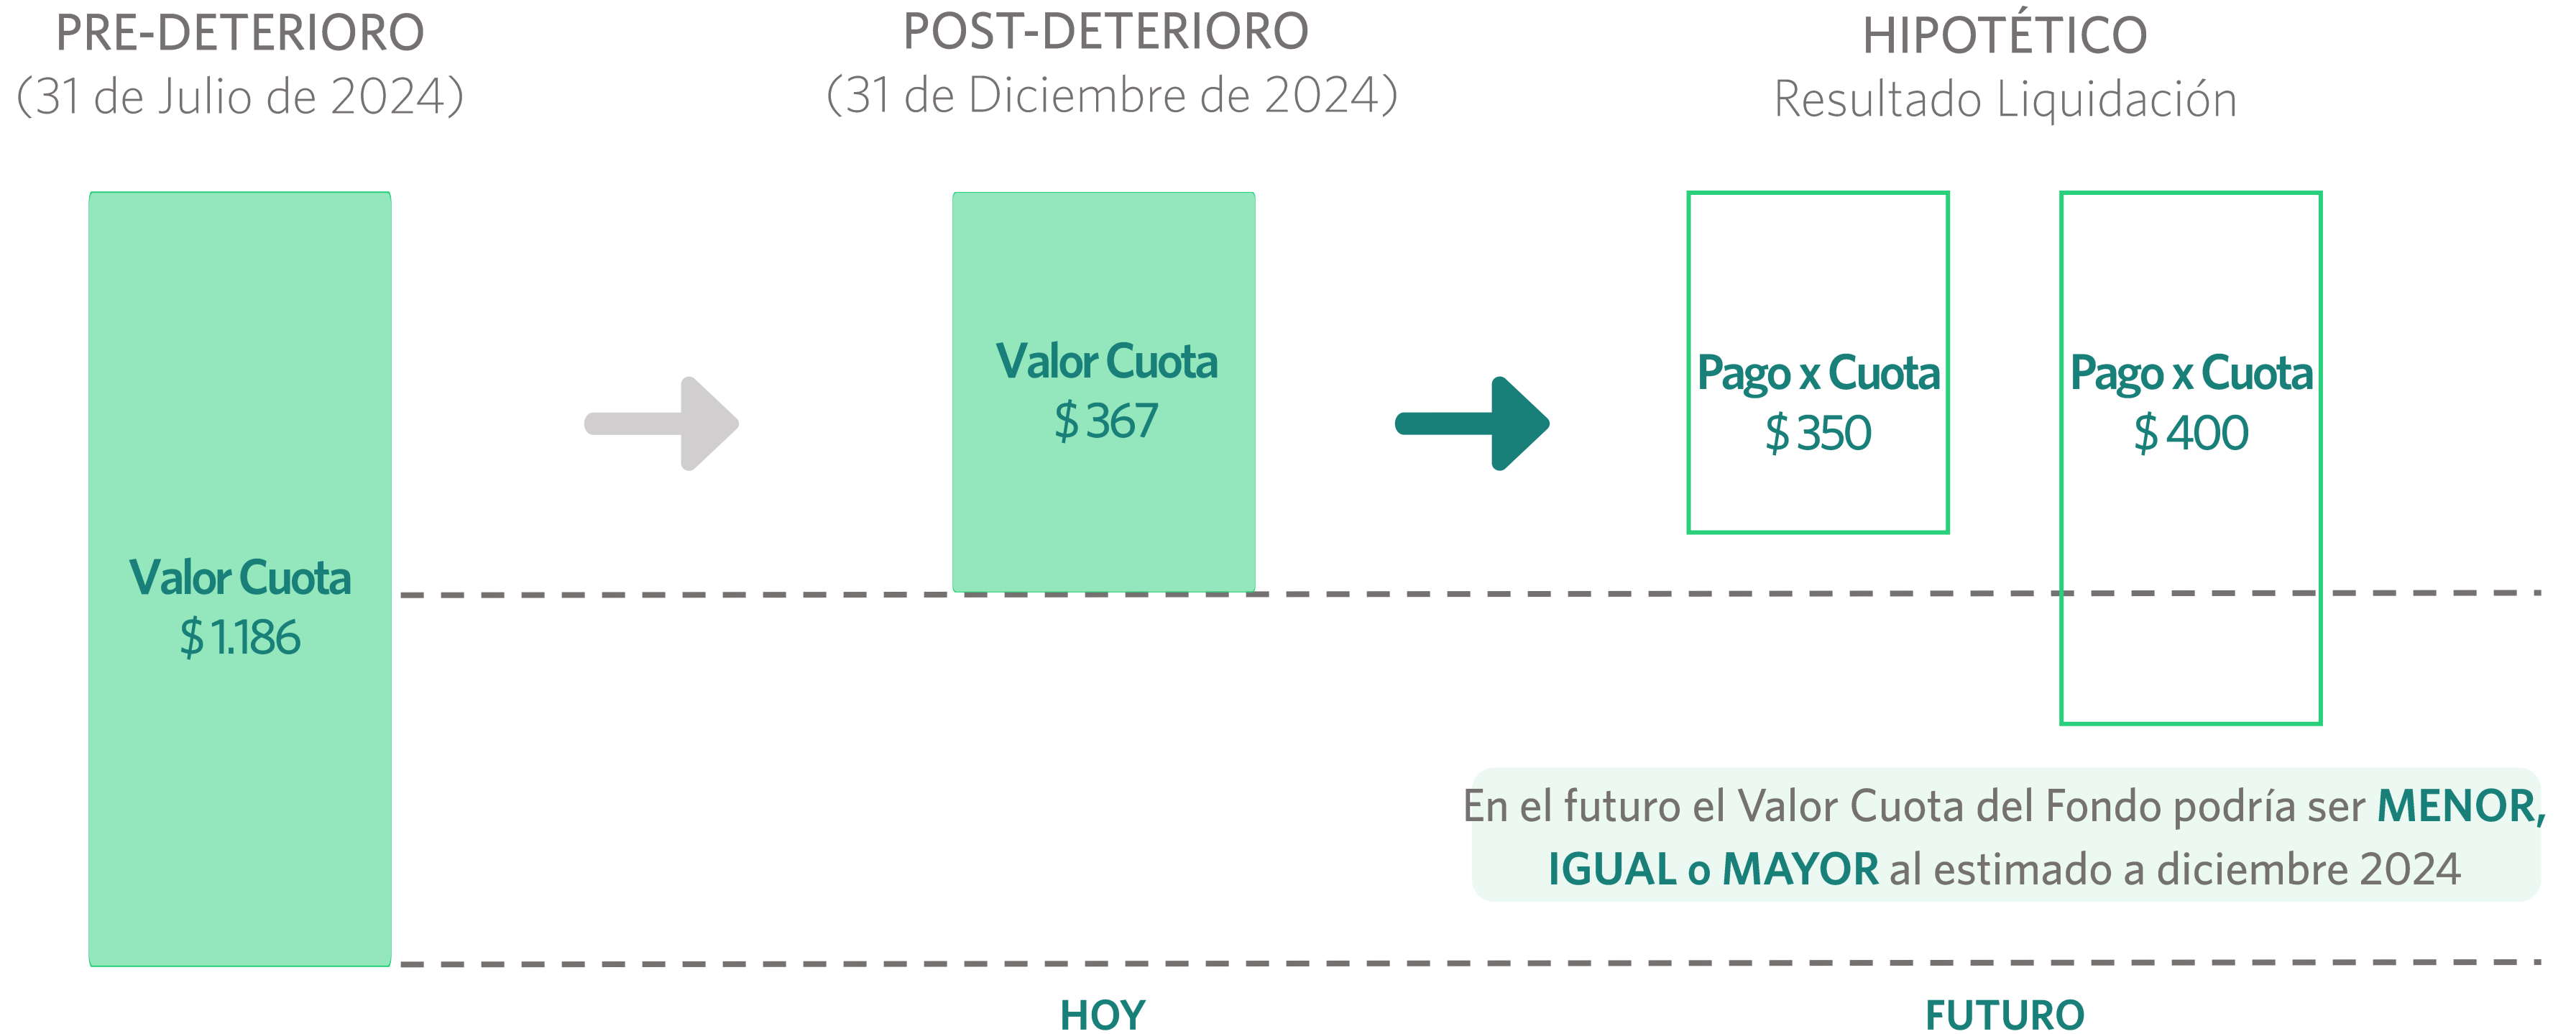 PRE-DETERIORO
(31 de Julio de 2024)
POST-DETERIORO
(31 de Diciembre de 2024)
HIPOTÉTICO
Resultado Liquidación
Valor Cuota
$ 1.186
Valor Cuota
$ 367
Pago x Cuota
$ 350
Pago x Cuota
$ 400
En el futuro el Valor Cuota del Fondo podría ser MENOR,
IGUAL o MAYOR al estimado a diciembre 2024
HOY
FUTURO